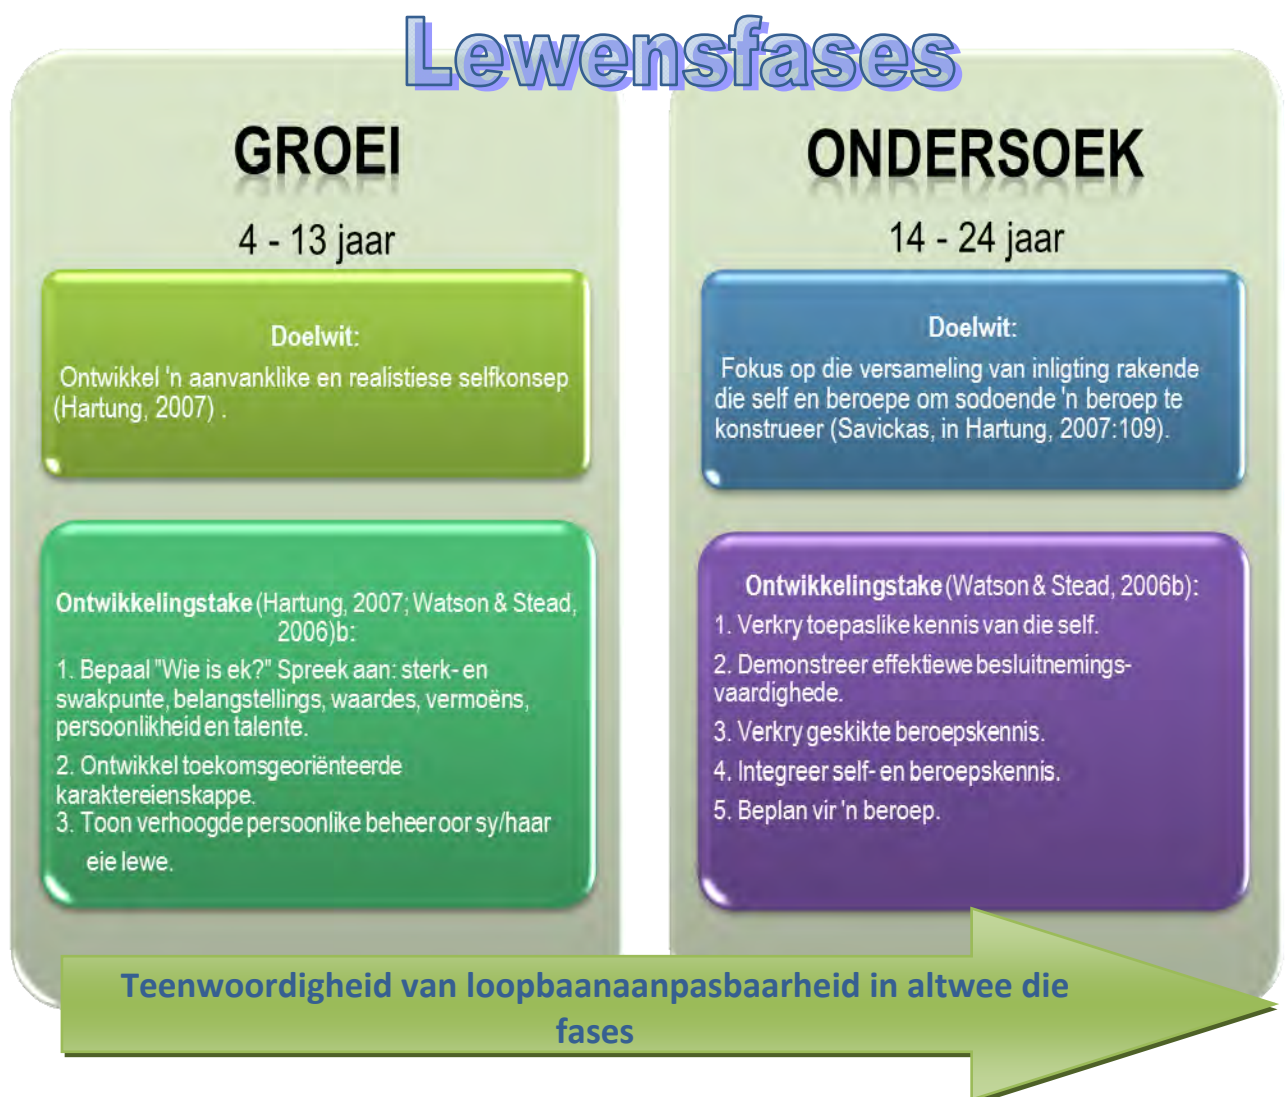 Lewensfases
GROEI
4 - 13 jaar
Doelwit:
Ontwikkel 'n aanvanklike en realistiese selfkonsep
(Hartung, 2007) .
Ontwikkelingstake (Hartung, 2007; Watson & Stead,
2006)b:
1. Bepaal "Wie is ek?" Spreek aan: sterk- en
swakpunte, belangstellings, waardes, vermoëns,
persoonlikheid en talente.
2. Ontwikkel toekomsgeoriënteerde
karaktereienskappe.
3. Toon verhoogde persoonlike beheer oor sy/haar
eie lewe.
ONDERSOEK
14 - 24 jaar
Doelwit:
Fokus op die versameling van inligting rakende
die self en beroepe om sodoende 'n beroep te
konstrueer (Savickas, in Hartung, 2007:109).
Ontwikkelingstake (Watson & Stead, 2006b):
1. Verkry toepaslike kennis van die self.
2. Demonstreer effektiewe besluitnemings-
vaardighede.
3. Verkry geskikte beroepskennis.
4. Integreer self- en beroepskennis.
5. Beplan vir 'n beroep.
Teenwoordigheid van loopbaanaanpasbaarheid in altwee die
fases